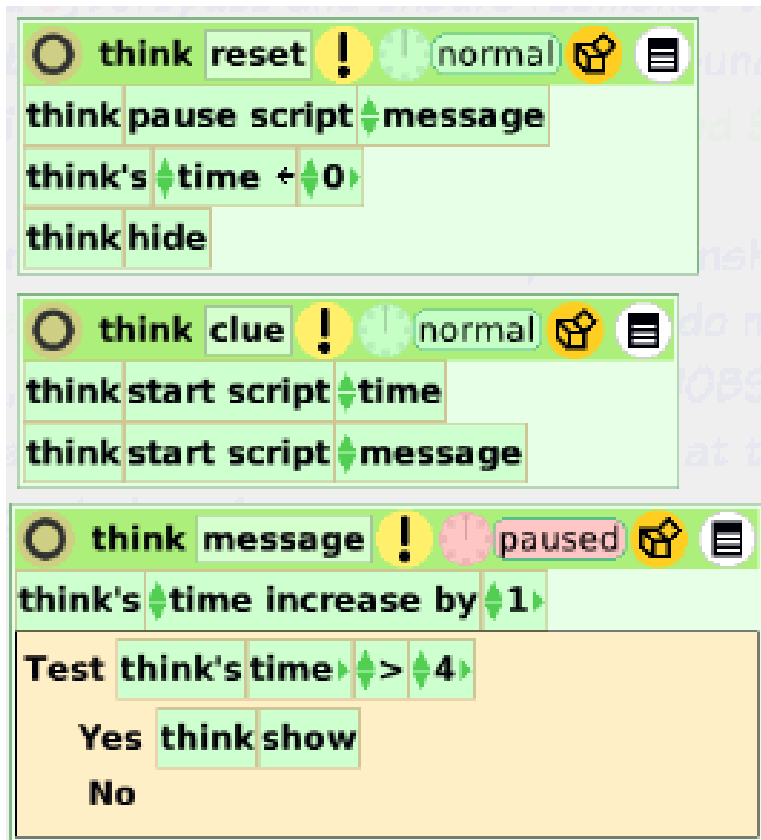 think reset ! normal
think pause script message
think's time ← 0
think hide
think clue ! normal
think start script time
think start script message
think message ! paused
think's time increase by 1
Test think's time > 4
Yes think show
No